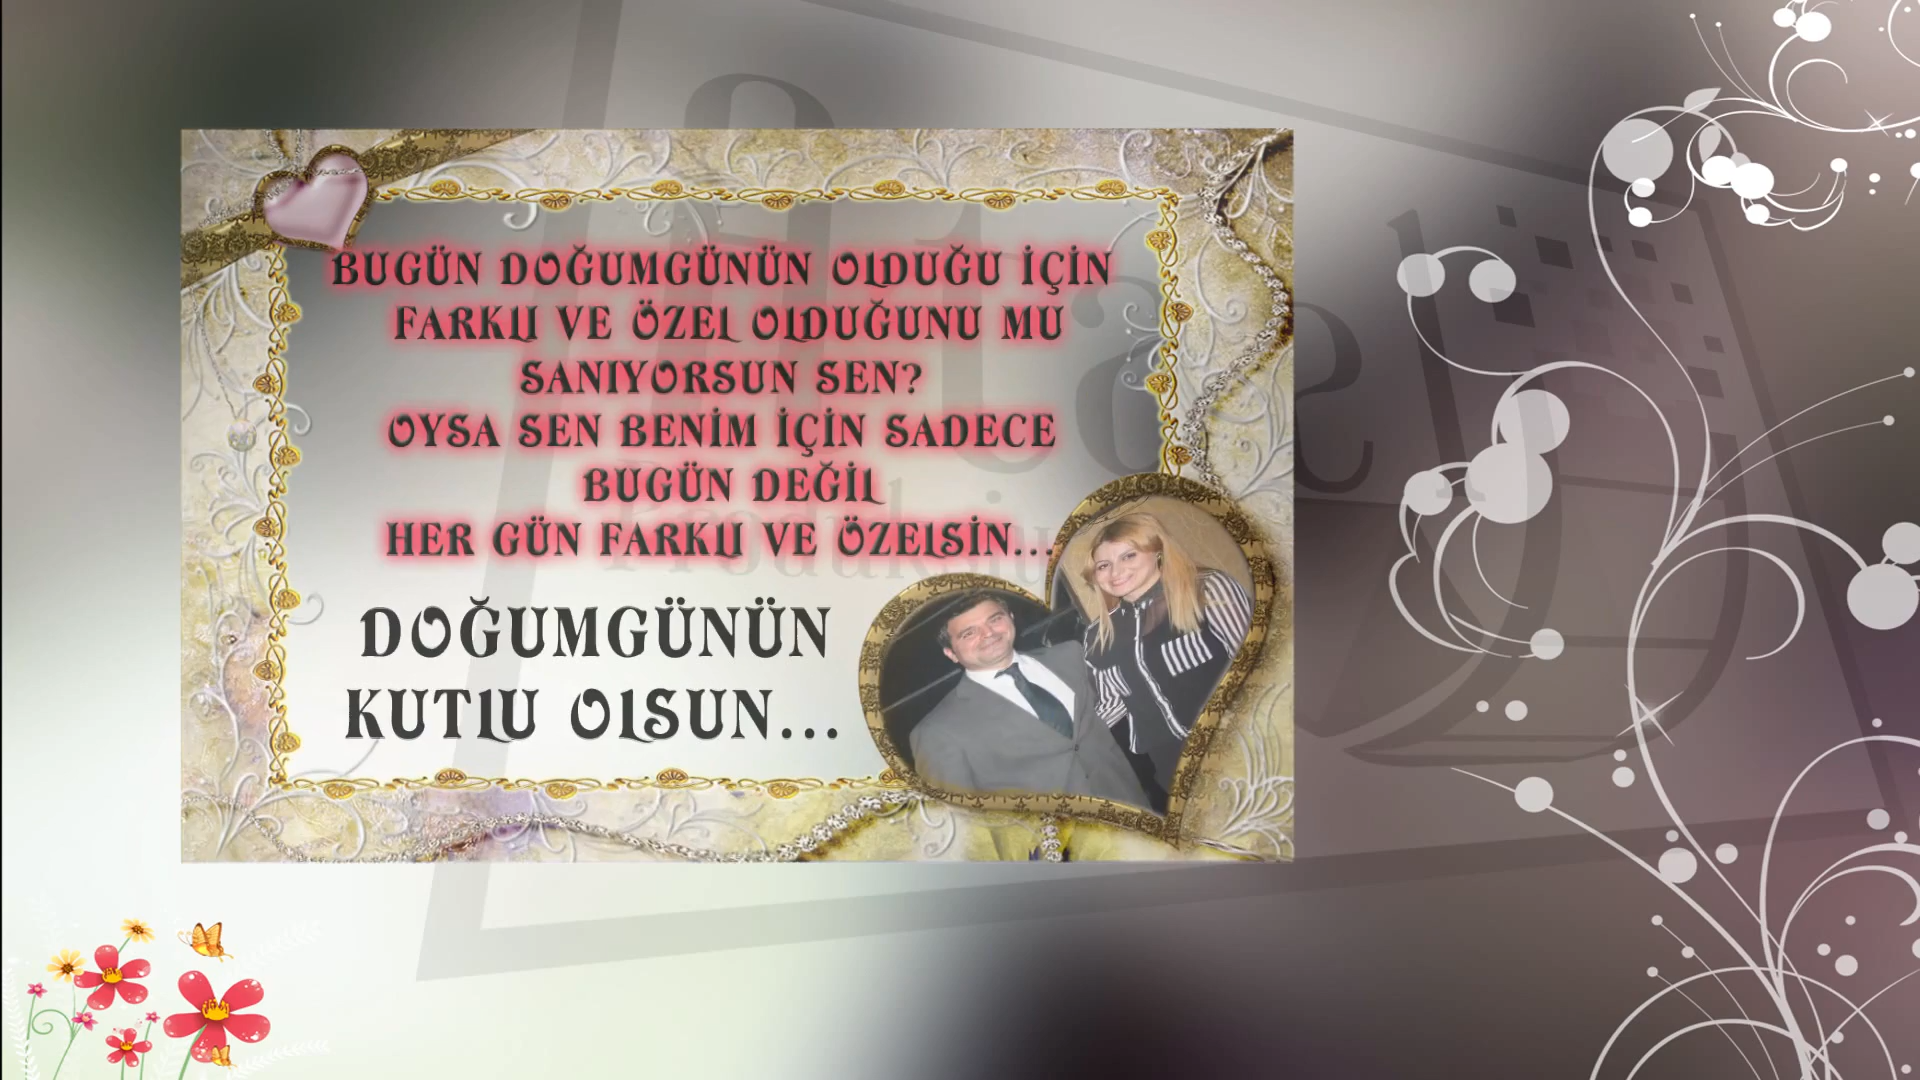 BUGÜN DOĞUMGÜNÜN OLDUĞU İÇİN
FARKLI VE ÖZEL OLDUĞUNU MU
SANIYORSUN SEN?
OYSA SEN BENİM İÇİN SADECE
BUGÜN DEĞİL
HER GÜN FARKLI VE ÖZELSİN...
DOĞUMGÜNÜN
KUTLU OLSUN...